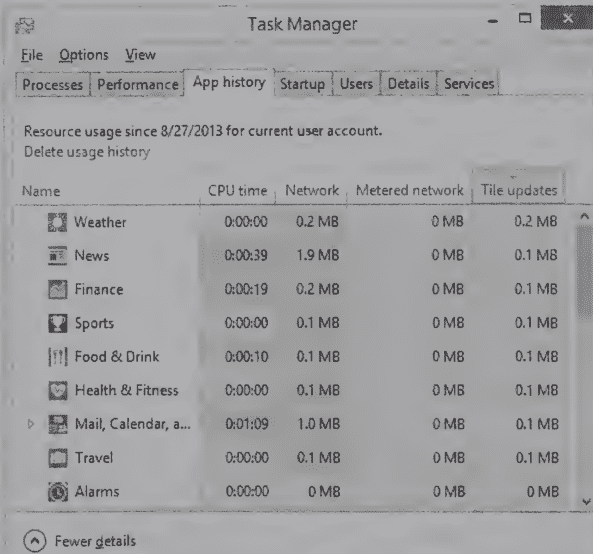 Task Manager
File Options View
Processes Performance App history Startup Users Details Services
Resource usage since 8/27/2013 for current user account.
Delete usage history
Name CPU time Network Metered network Tile updates
Weather 0:00:00 0.2 MB 0 MB 0.2 MB
News 0:00:39 1.9 MB 0 MB 0.1 MB
Finance 0:00:19 0.2 MB 0 MB 0.1 MB
Sports 0:00:00 0.1 MB 0 MB 0.1 MB
Food & Drink 0:00:10 0.1 MB 0 MB 0.1 MB
Health & Fitness 0:00:00 0.1 MB 0 MB 0.1 MB
Mail, Calendar, a... 0:01:09 1.0 MB 0 MB 0.1 MB
Travel 0:00:00 0.1 MB 0 MB 0.1 MB
Alarms 0:00:00 0 MB 0 MB 0 MB
Fewer details